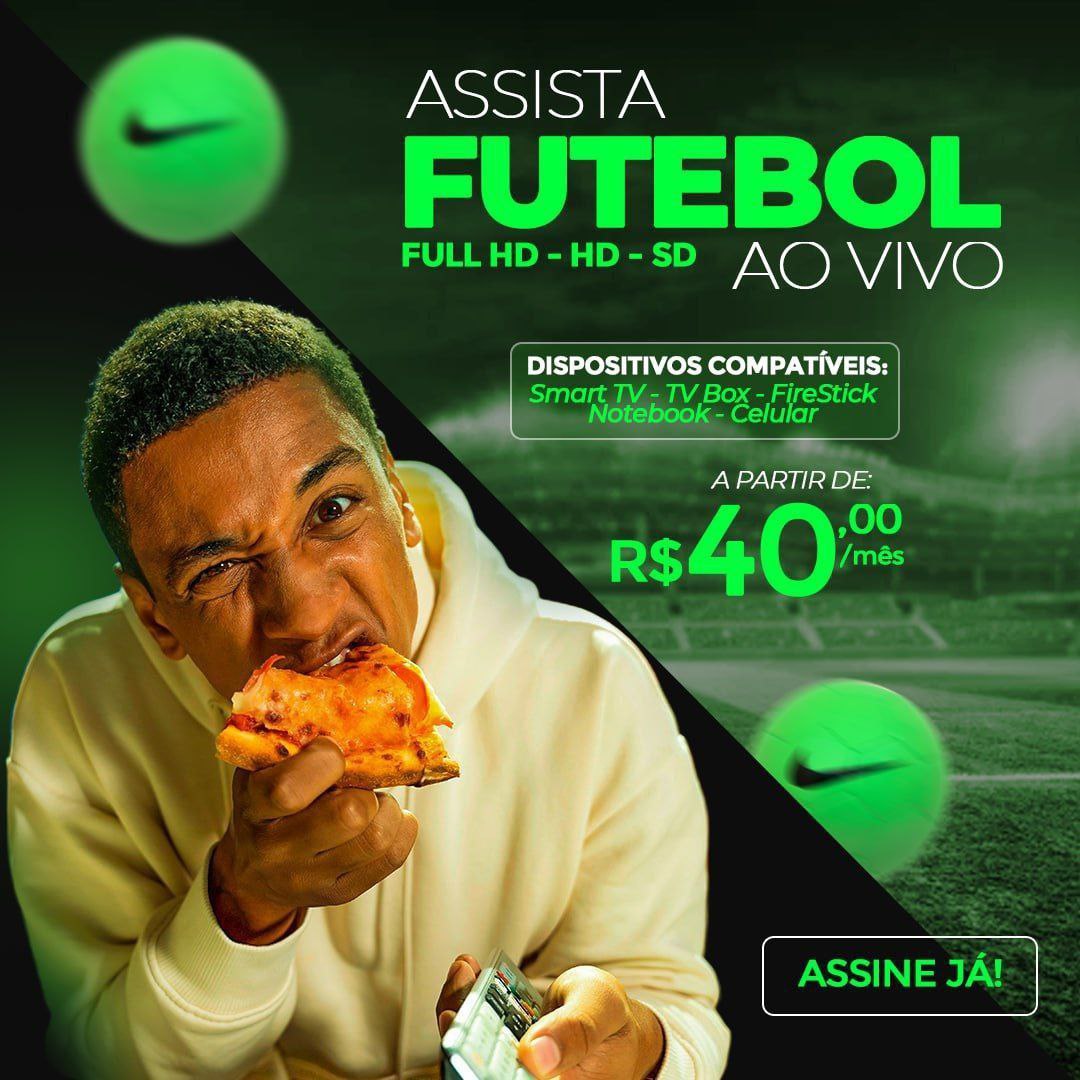 ASSISTA
FUTEBOL
FULL HD - HD - SD
AO VIVO
DISPOSITIVOS COMPATÍVEIS:
Smart TV - TV Box - FireStick
Notebook - Celular
A PARTIR DE:
R$40,00
/mês
ASSINE JÁ!